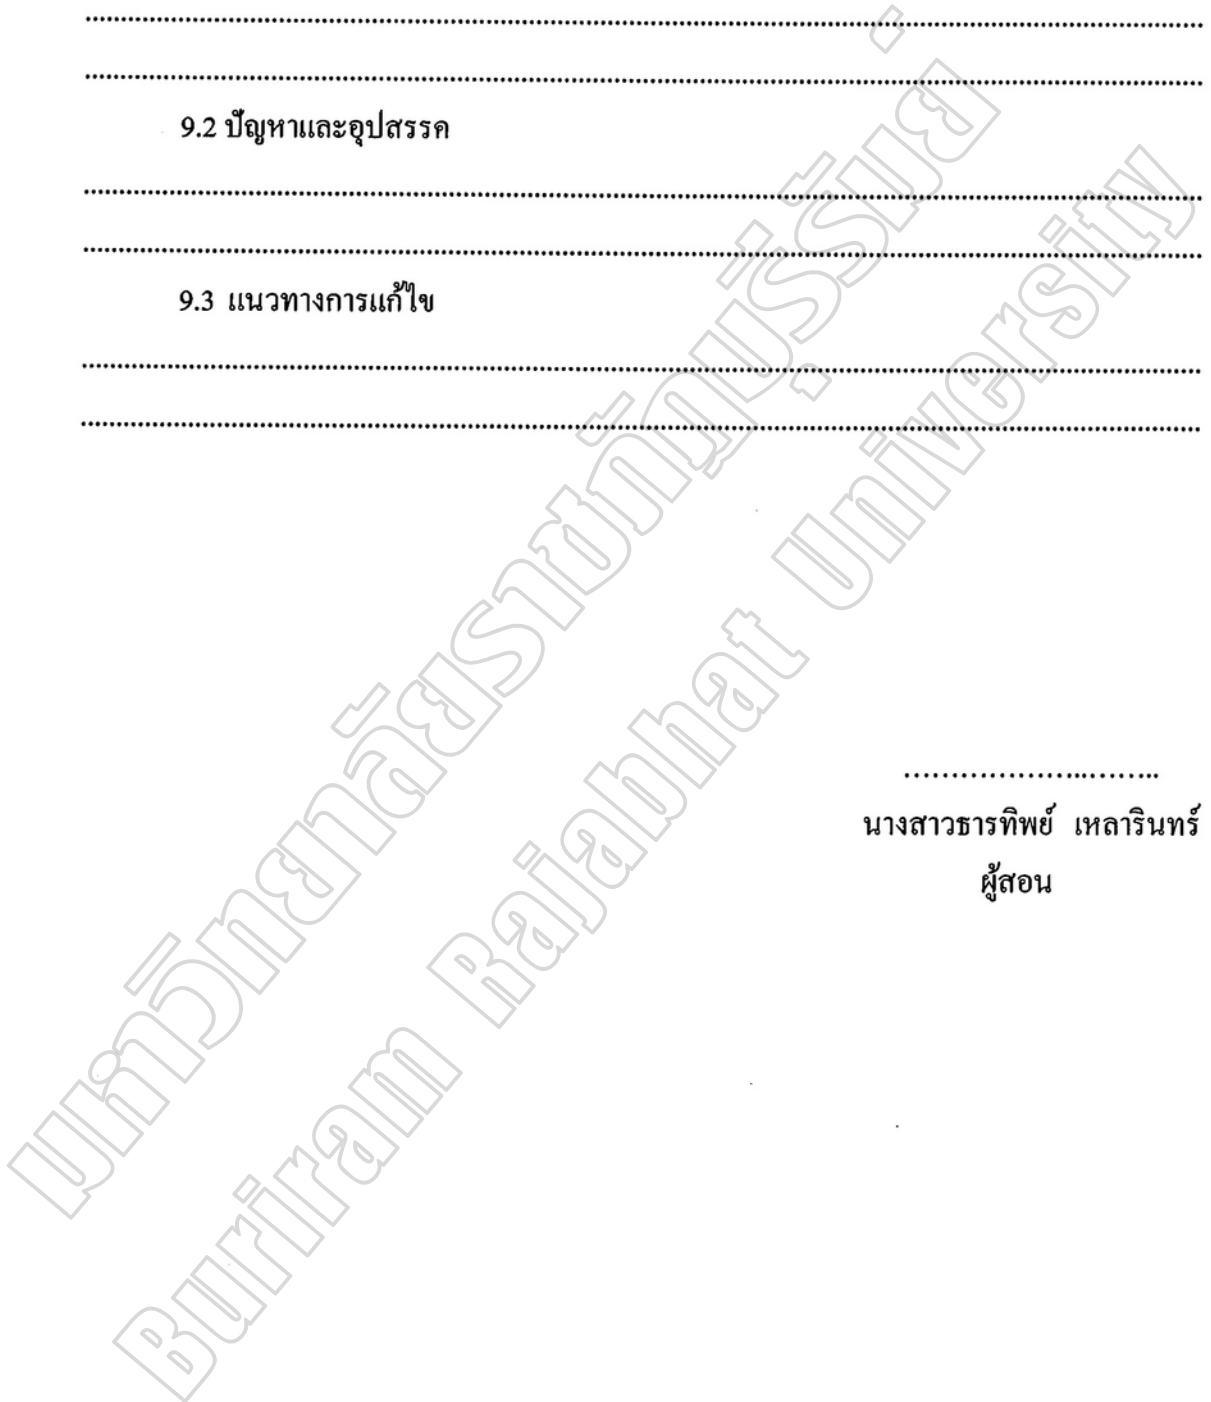 ................................................................................
................................................................................
9.2 ปัญหาและอุปสรรค
................................................................................
................................................................................
9.3 แนวทางการแก้ไข
................................................................................
................................................................................
............................
นางสาวธารทิพย์ เหลารินทร์
ผู้สอน
มหาวิทยาลัยราชภัฏบุรีรัมย์
Buriram Rajabhat University